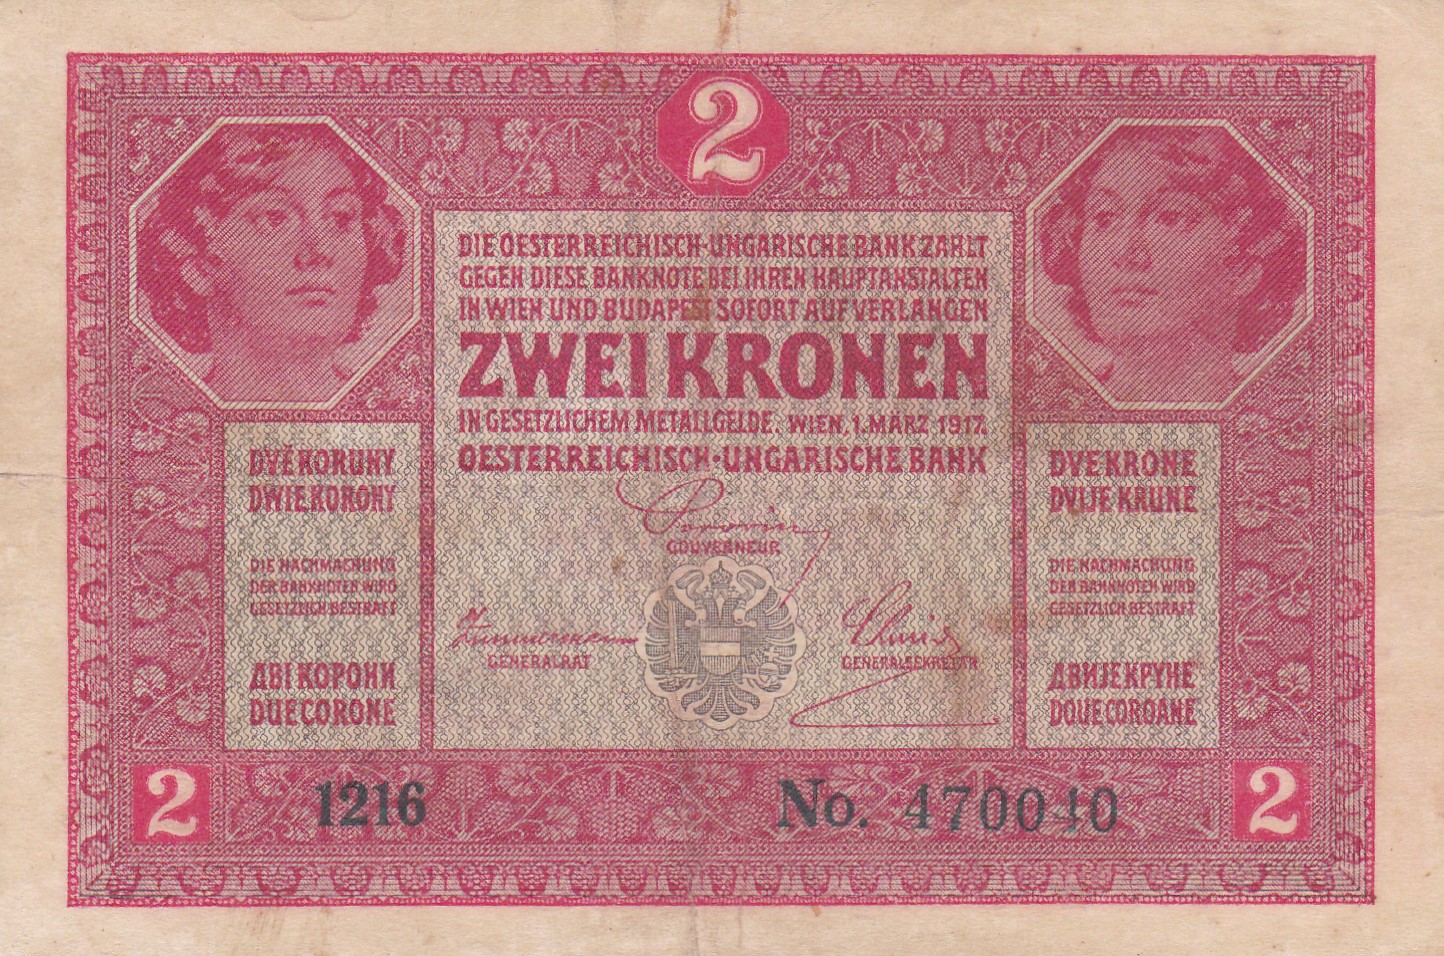 2
DIE OESTERREICHISCH-UNGARISCHE BANK ZAHLT
GEGEN DIESE BANKNOTE BEI IHREN HAUPTANSTALTEN
IN WIEN UND BUDAPEST SOFORT AUF VERLANGEN
ZWEI KRONEN
IN GESETZLICHEM METALLGELDE. WIEN, 1. MÄRZ 1917.
OESTERREICHISCH-UNGARISCHE BANK
DVĚ KORUNY
DWIE KORONY
DIE NACHMACHUNG
DER BANKNOTEN WIRD
GESETZLICH BESTRAFT
ДВІ КОРОНИ
DUE CORONE
GOUVERNEUR
GENERALRAT
GENERALSEKRETÄR
DVE KRONE
DVIJE KRUNE
DIE NACHMACHUNG
DER BANKNOTEN WIRD
GESETZLICH BESTRAFT
ДВИЈЕ КРУНЕ
DOUE COROANE
2
1216
No. 470040
2